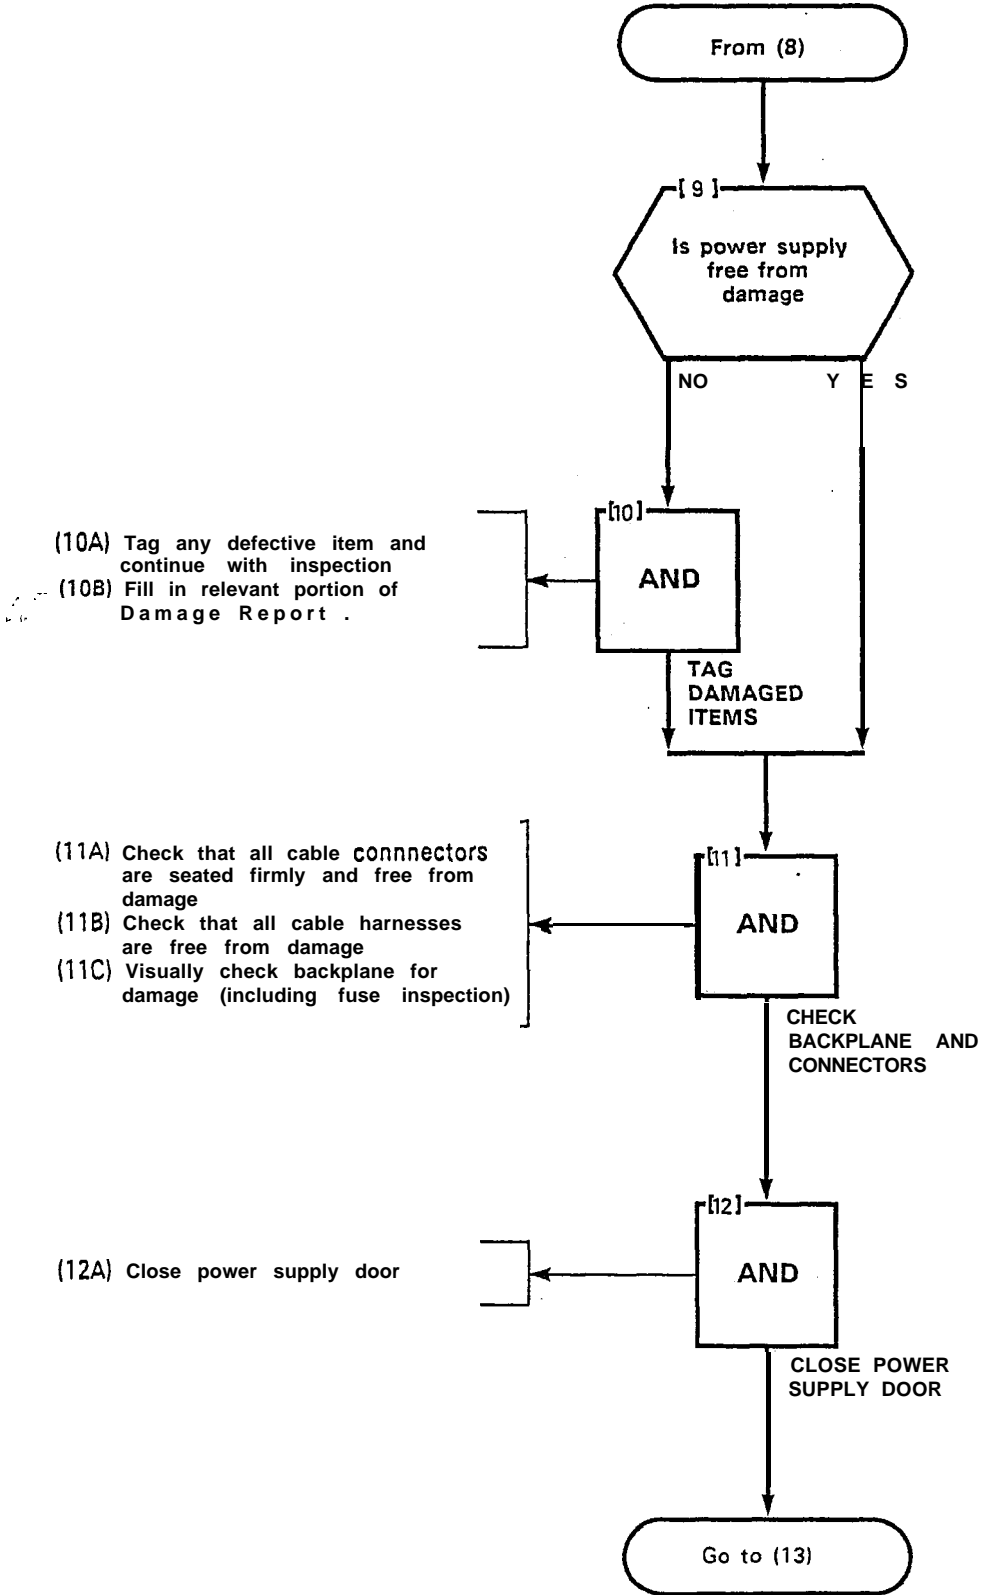 From (8)
[9]
Is power supply
free from
damage
NO
YES
[10]
AND
(10A) Tag any defective item and
continue with inspection
(10B) Fill in relevant portion of
Damage Report .
TAG
DAMAGED
ITEMS
[11]
AND
(11A) Check that all cable connnectors
are seated firmly and free from
damage
(11B) Check that all cable harnesses
are free from damage
(11C) Visually check backplane for
damage (including fuse inspection)
CHECK
BACKPLANE AND
CONNECTORS
[12]
AND
(12A) Close power supply door
CLOSE POWER
SUPPLY DOOR
Go to (13)